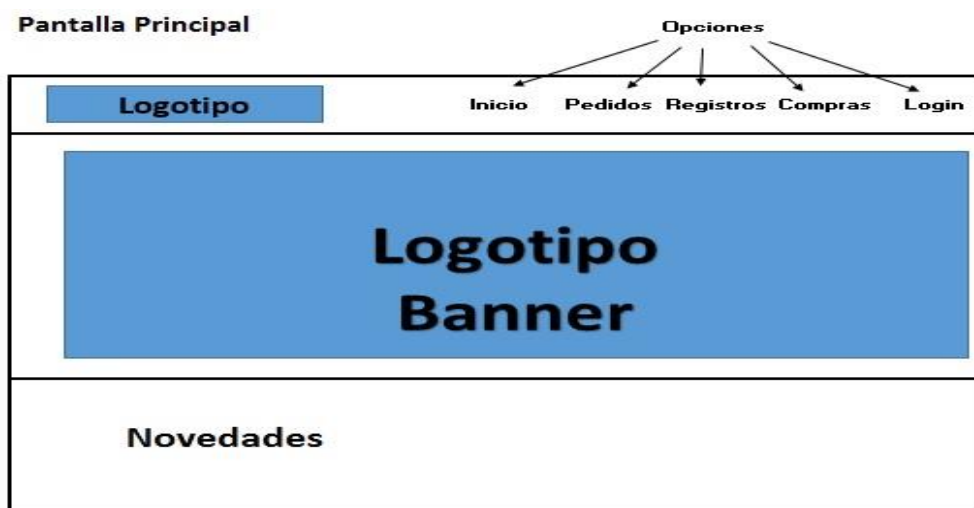 Pantalla Principal
Opciones
Logotipo
Inicio Pedidos Registros Compras Login
Logotipo
Banner
Novedades